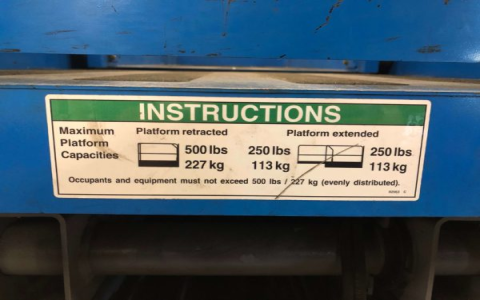 INSTRUCTIONS
Maximum Platform Capacities
Platform retracted
500 lbs
227 kg
Platform extended
250 lbs
113 kg
250 lbs
113 kg
Occupants and equipment must not exceed 500 lbs / 227 kg (evenly distributed).